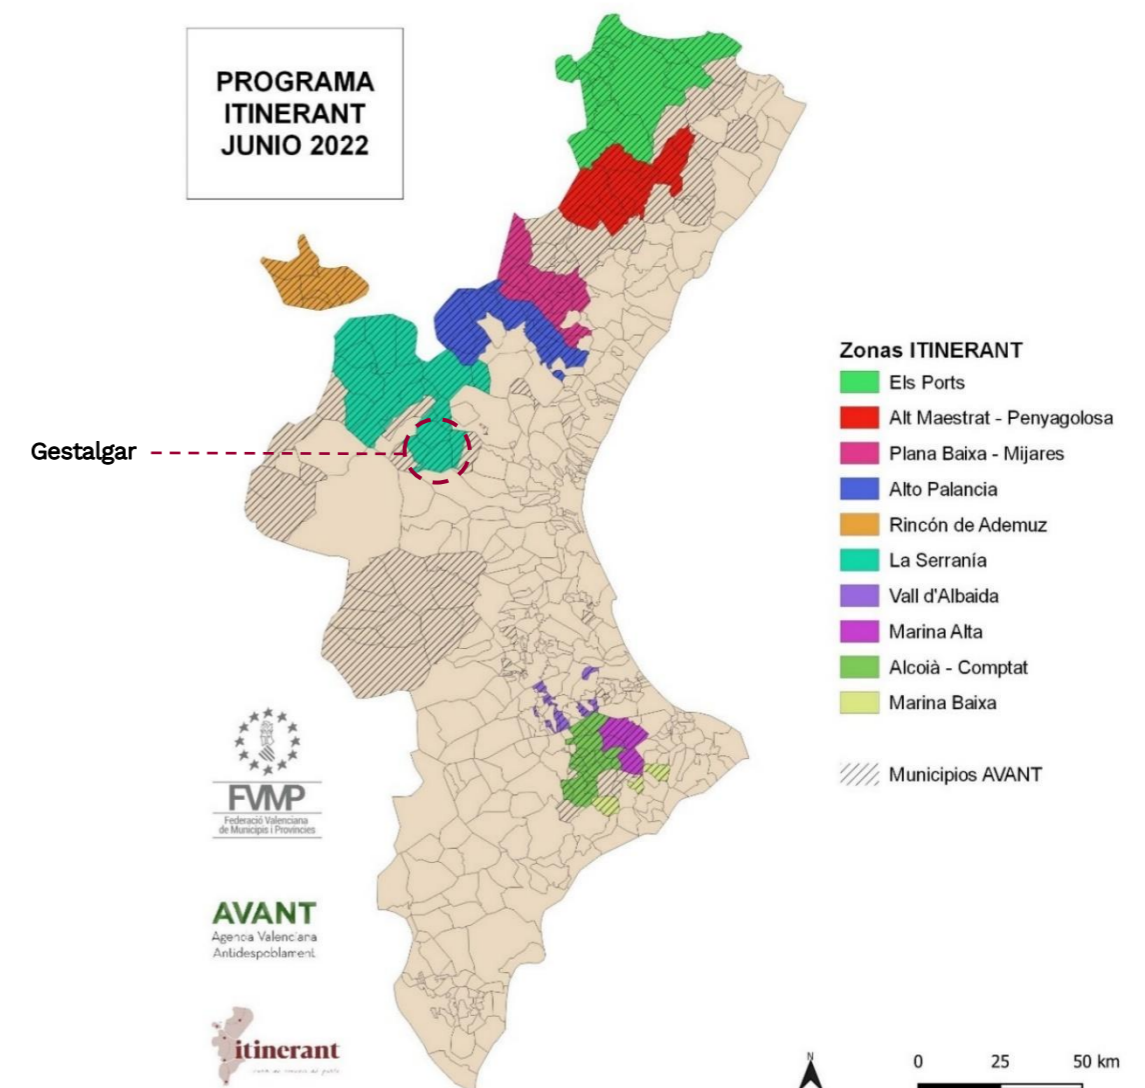 PROGRAMA
ITINERANT
JUNIO 2022
Gestalgar
Zonas ITINERANT
Els Ports
Alt Maestrat - Penyagolosa
Plana Baixa - Mijares
Alto Palancia
Rincón de Ademuz
La Serranía
Vall d'Albaida
Marina Alta
Alcoià - Comptat
Marina Baixa
Municipios AVANT
FVMP
Federació Valenciana
de Municipis i Províncies
AVANT
Agència Valenciana
Antidespoblament
itinerant
N
0 25 50 km